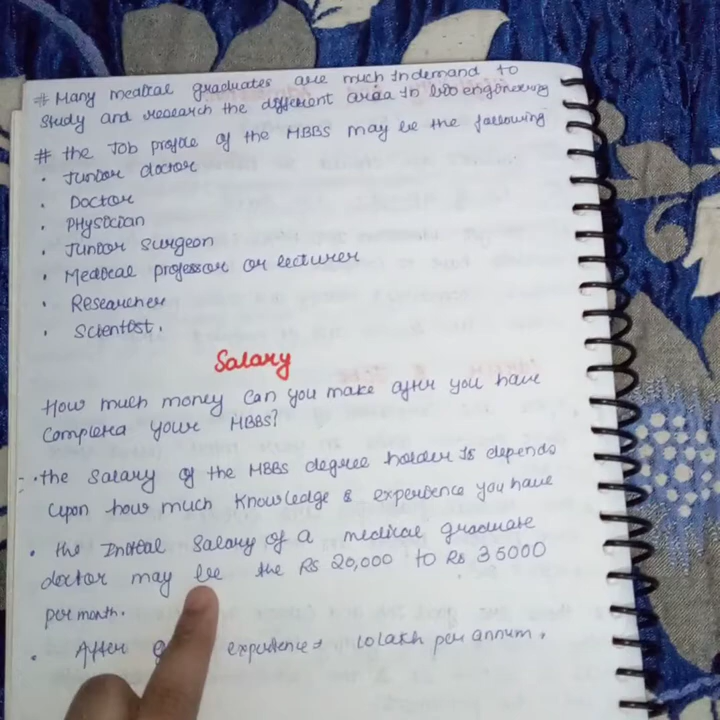 # Many medical graduates are much In demand to
study and research the different area In bio engineering
# the Job profile of the MBBS may be the following
• Junior doctor
• Doctor
• Physician
• Junior Surgeon
• Medical professor or lecturer
• Researcher
• Scientist.
Salary
How much money can you make after you have
completed your MBBS?
• the Salary of the MBBS degree holder Is depends
upon how much knowledge & experience you have
• the Initial Salary of a medical graduate
doctor may be the RS 20,000 to Rs 35000
per month.
• After experience 10 lakh per annum.